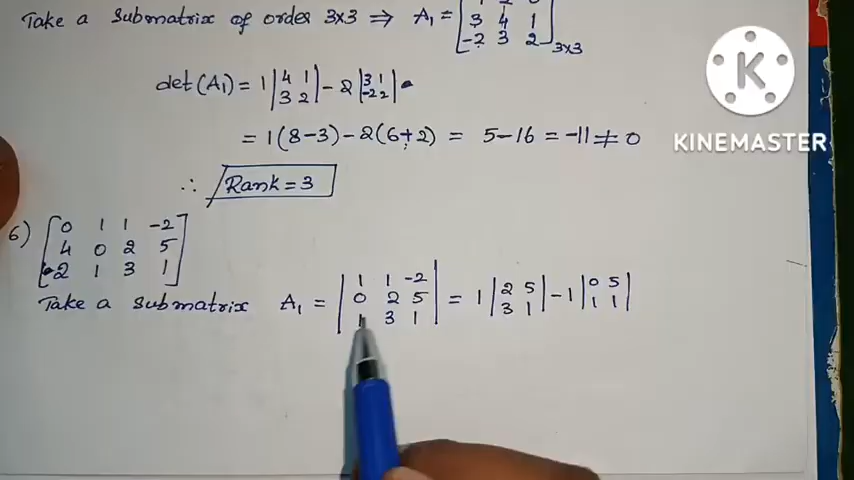 Take a submatrix of order 3x3 ⇒ A₁ = [3 4 1
-2 3 2]3x3
det(A₁) = 1 |4 1; 3 2| - 2 |3 1; -2 2|
= 1(8-3) - 2(6+2) = 5-16 = -11 ≠ 0
∴ Rank = 3
6) [0 1 1 -2
4 0 2 5
-2 1 3 1]
Take a submatrix A₁ = |1 1 -2; 0 2 5; 1 3 1| = 1 |2 5; 3 1| - 1 |0 5; 1 1|
K
KINEMASTER